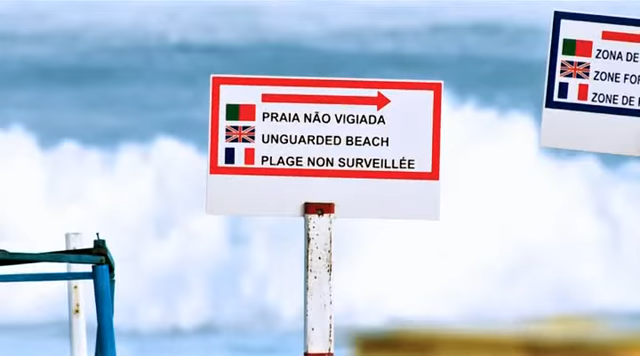 PRAIA NÃO VIGIADA
UNGUARDED BEACH
PLAGE NON SURVEILLÉE
ZONA DE
ZONE FOR
ZONE DE